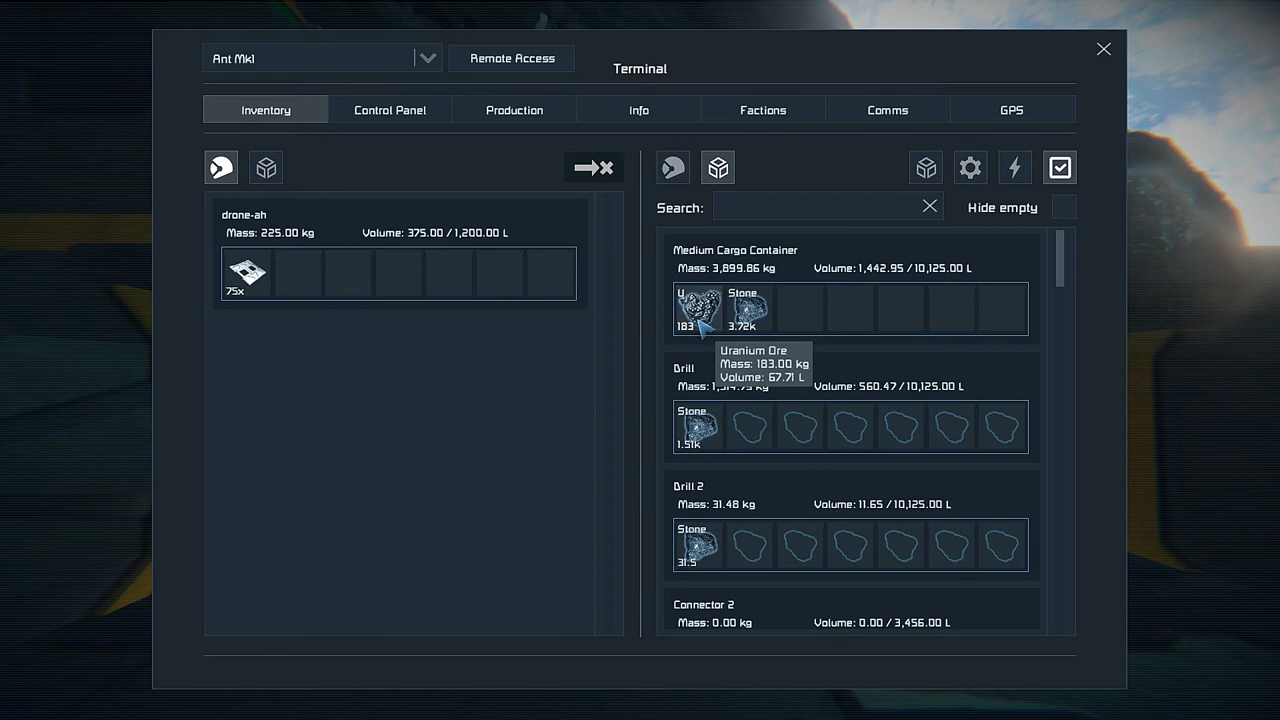 Ant Mk1
Remote Access
Terminal
Inventory
Control Panel
Production
Info
Factions
Comms
GPS
drone-ah
Mass: 225.00 kg
Volume: 375.00 / 1,200.00 L
75x
Search:
Hide empty
Medium Cargo Container
Mass: 3,899.86 kg
Volume: 1,442.95 / 10,125.00 L
U
183
Stone
3.72k
Uranium Ore
Mass: 183.00 kg
Volume: 67.71 L
Drill
Volume: 560.47 / 10,125.00 L
Stone
1.51k
Drill 2
Mass: 31.48 kg
Volume: 11.65 / 10,125.00 L
Stone
31.5
Connector 2
Mass: 0.00 kg
Volume: 0.00 / 3,456.00 L